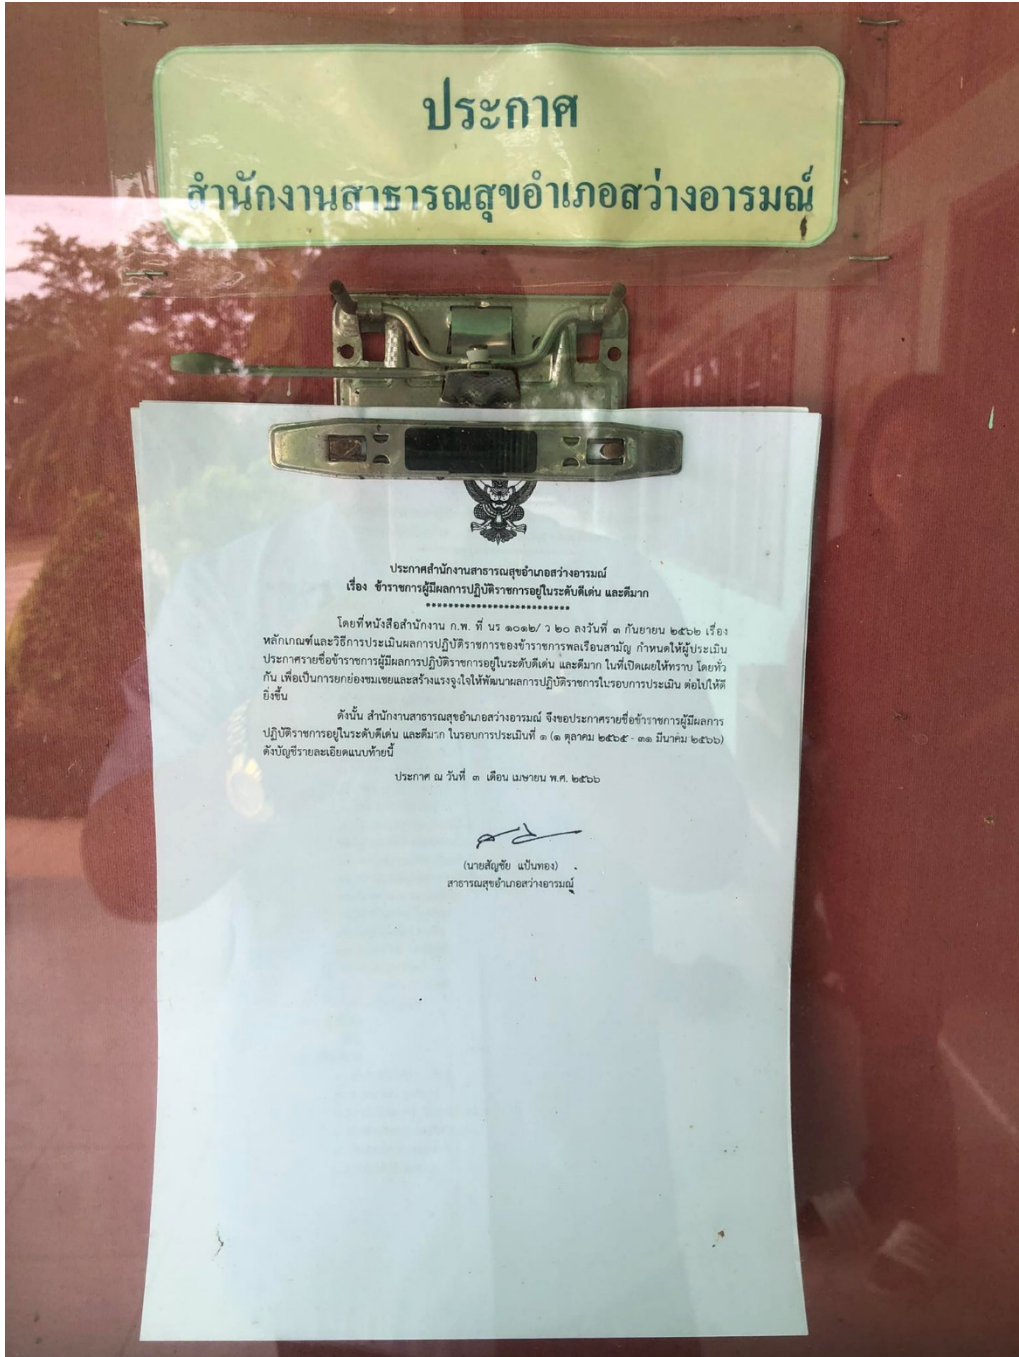 ประกาศ
สำนักงานสาธารณสุขอำเภอสว่างอารมณ์
ประกาศสำนักงานสาธารณสุขอำเภอสว่างอารมณ์
เรื่อง ข้าราชการผู้มีผลการปฏิบัติราชการอยู่ในระดับดีเด่น และดีมาก
**************************
โดยที่หนังสือสำนักงาน ก.พ. ที่ นร ๑๐๑๒/ ว ๒๐ ลงวันที่ ๓ กันยายน ๒๕๖๒ เรื่อง
หลักเกณฑ์และวิธีการประเมินผลการปฏิบัติราชการของข้าราชการพลเรือนสามัญ กำหนดให้ผู้ประเมิน
ประกาศรายชื่อข้าราชการผู้มีผลการปฏิบัติราชการอยู่ในระดับดีเด่น และดีมาก ในที่เปิดเผยให้ทราบ โดยทั่ว
กัน เพื่อเป็นการยกย่องชมเชยและสร้างแรงจูงใจให้พัฒนาผลการปฏิบัติราชการในรอบการประเมิน ต่อไปให้ดี
ยิ่งขึ้น
ดังนั้น สำนักงานสาธารณสุขอำเภอสว่างอารมณ์ จึงขอประกาศรายชื่อข้าราชการผู้มีผลการ
ปฏิบัติราชการอยู่ในระดับดีเด่น และดีมาก ในรอบการประเมินที่ ๑ (๑ ตุลาคม ๒๕๖๕ - ๓๑ มีนาคม ๒๕๖๖)
ดังบัญชีรายละเอียดแนบท้ายนี้
ประกาศ ณ วันที่ ๓ เดือน เมษายน พ.ศ. ๒๕๖๖
(นายสัญชัย แป้นทอง)
สาธารณสุขอำเภอสว่างอารมณ์